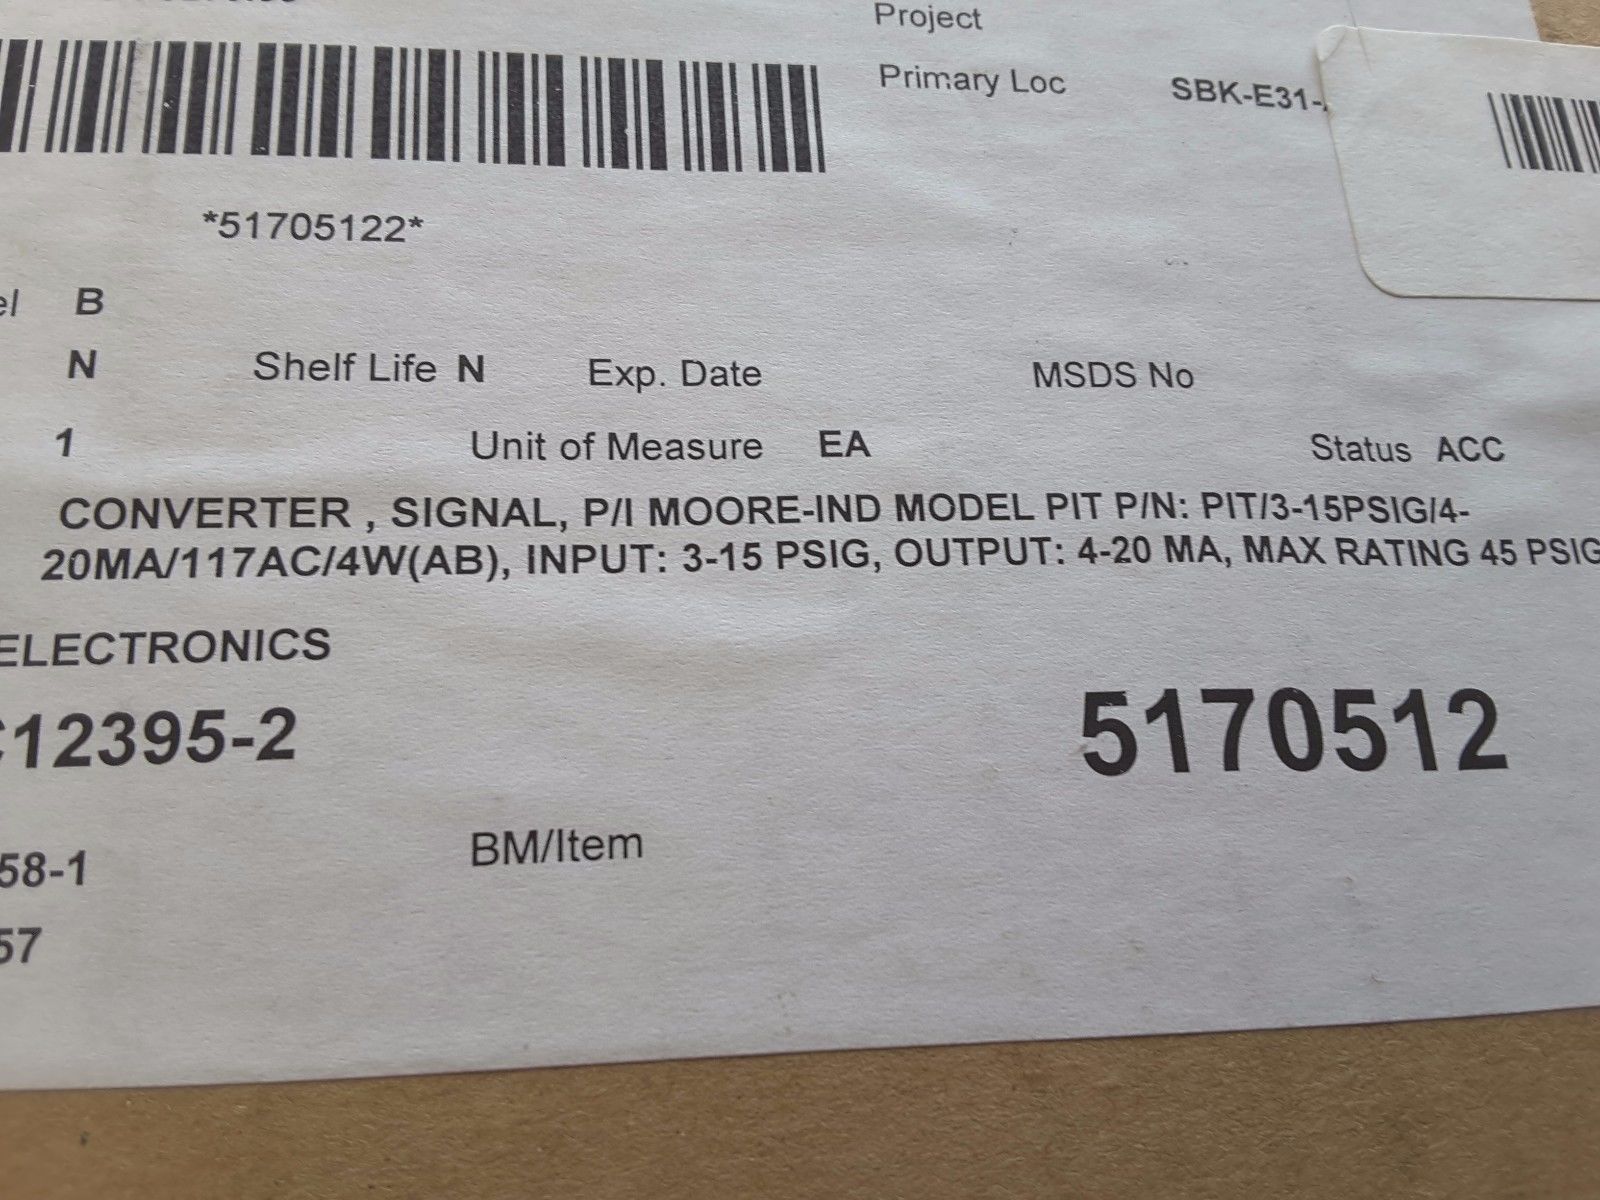 Project
Primary Loc SBK-E31-
*51705122*
B
N Shelf Life N Exp. Date MSDS No
1 Unit of Measure EA Status ACC
CONVERTER , SIGNAL, P/I MOORE-IND MODEL PIT P/N: PIT/3-15PSIG/4-
20MA/117AC/4W(AB), INPUT: 3-15 PSIG, OUTPUT: 4-20 MA, MAX RATING 45 PSIG
ELECTRONICS
12395-2 5170512
BM/Item
58-1
57